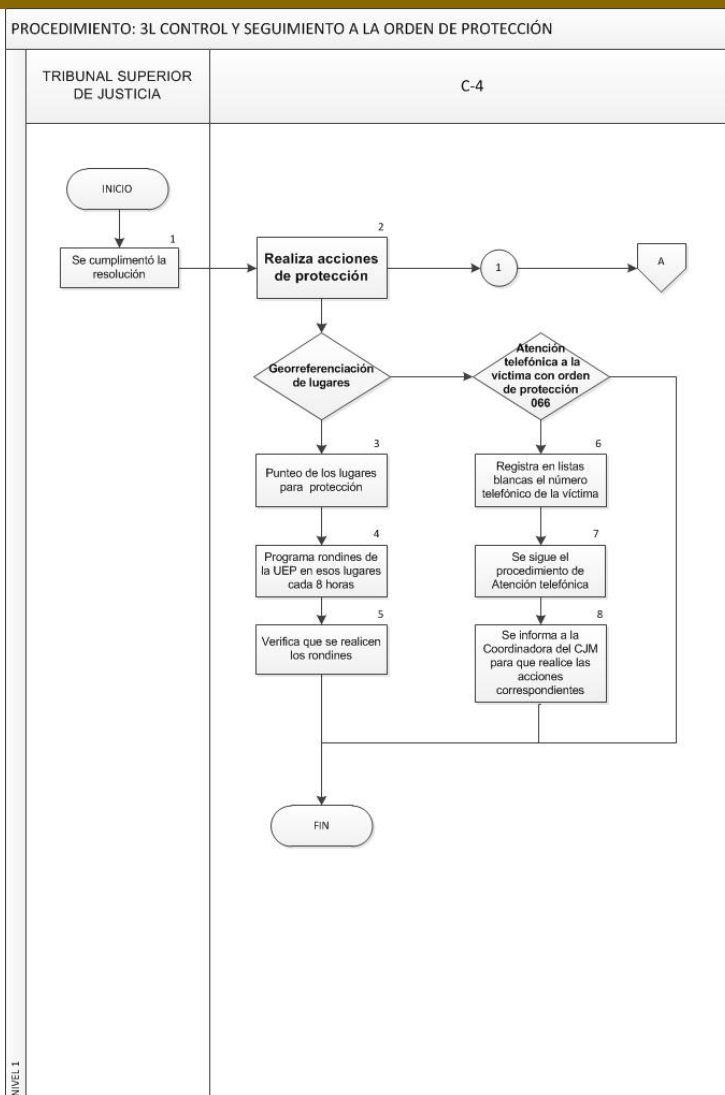 PROCEDIMIENTO: 3L CONTROL Y SEGUIMIENTO A LA ORDEN DE PROTECCIÓN
TRIBUNAL SUPERIOR
DE JUSTICIA
C-4
INICIO
1
Se cumplimentó la
resolución
2
Realiza acciones
de protección
1
A
Georreferenciación
de lugares
Atención
telefónica a la
víctima con orden
de protección
066
3
Punteo de los lugares
para protección
4
Programa rondines de
la UEP en esos lugares
cada 8 horas
5
Verifica que se realicen
los rondines
6
Registra en listas
blancas el número
telefónico de la víctima
7
Se sigue el
procedimiento de
Atención telefónica
8
Se informa a la
Coordinadora del CJM
para que realice las
acciones
correspondientes
FIN
NIVEL 1